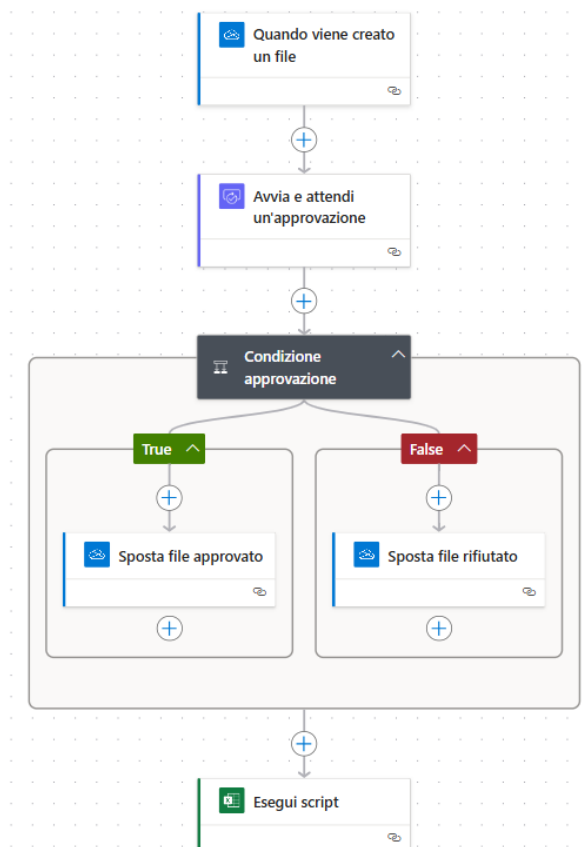 Quando viene creato
un file
Avvia e attendi
un'approvazione
Condizione
approvazione
True
False
Sposta file approvato
Sposta file rifiutato
Esegui script